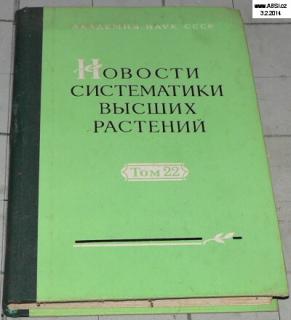 www.ABSi.cz
3.2.2014
АКАДЕМИЯ НАУК СССР
НОВОСТИ
СИСТЕМАТИКИ
ВЫСШИХ
РАСТЕНИЙ
Том 22